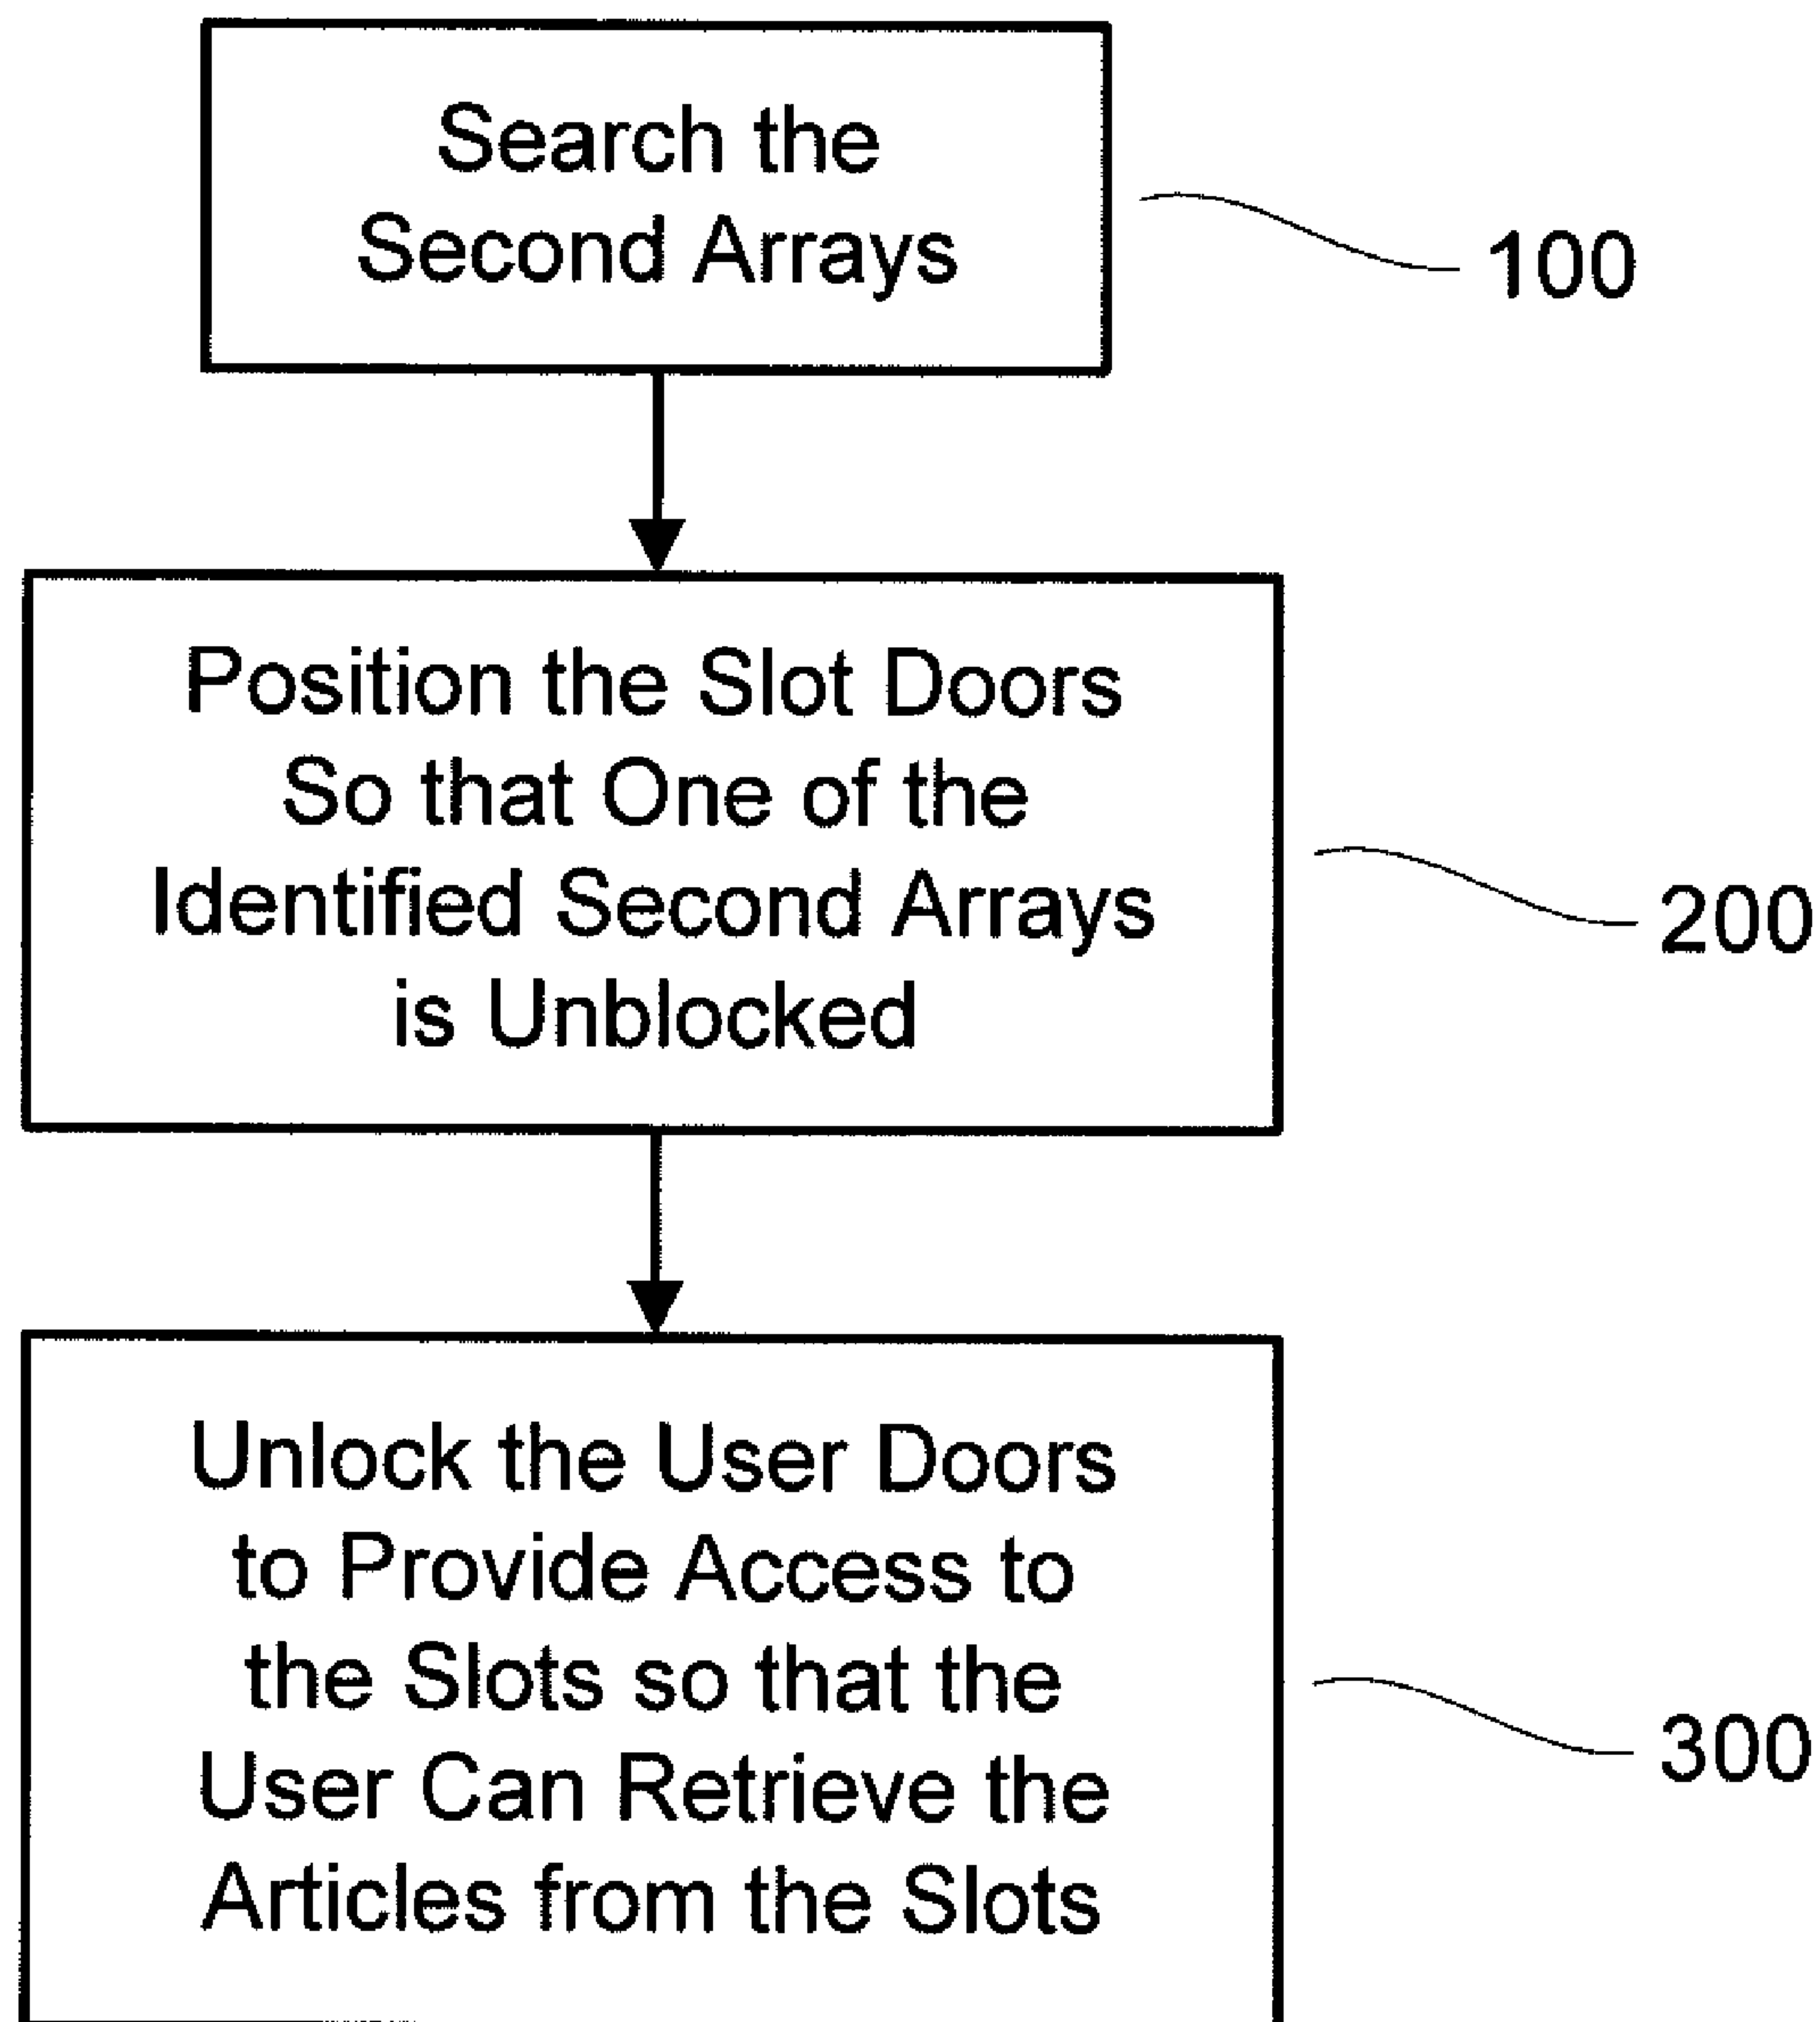 Search the
Second Arrays
100
Position the Slot Doors
So that One of the
Identified Second Arrays
is Unblocked
200
Unlock the User Doors
to Provide Access to
the Slots so that the
User Can Retrieve the
Articles from the Slots
300